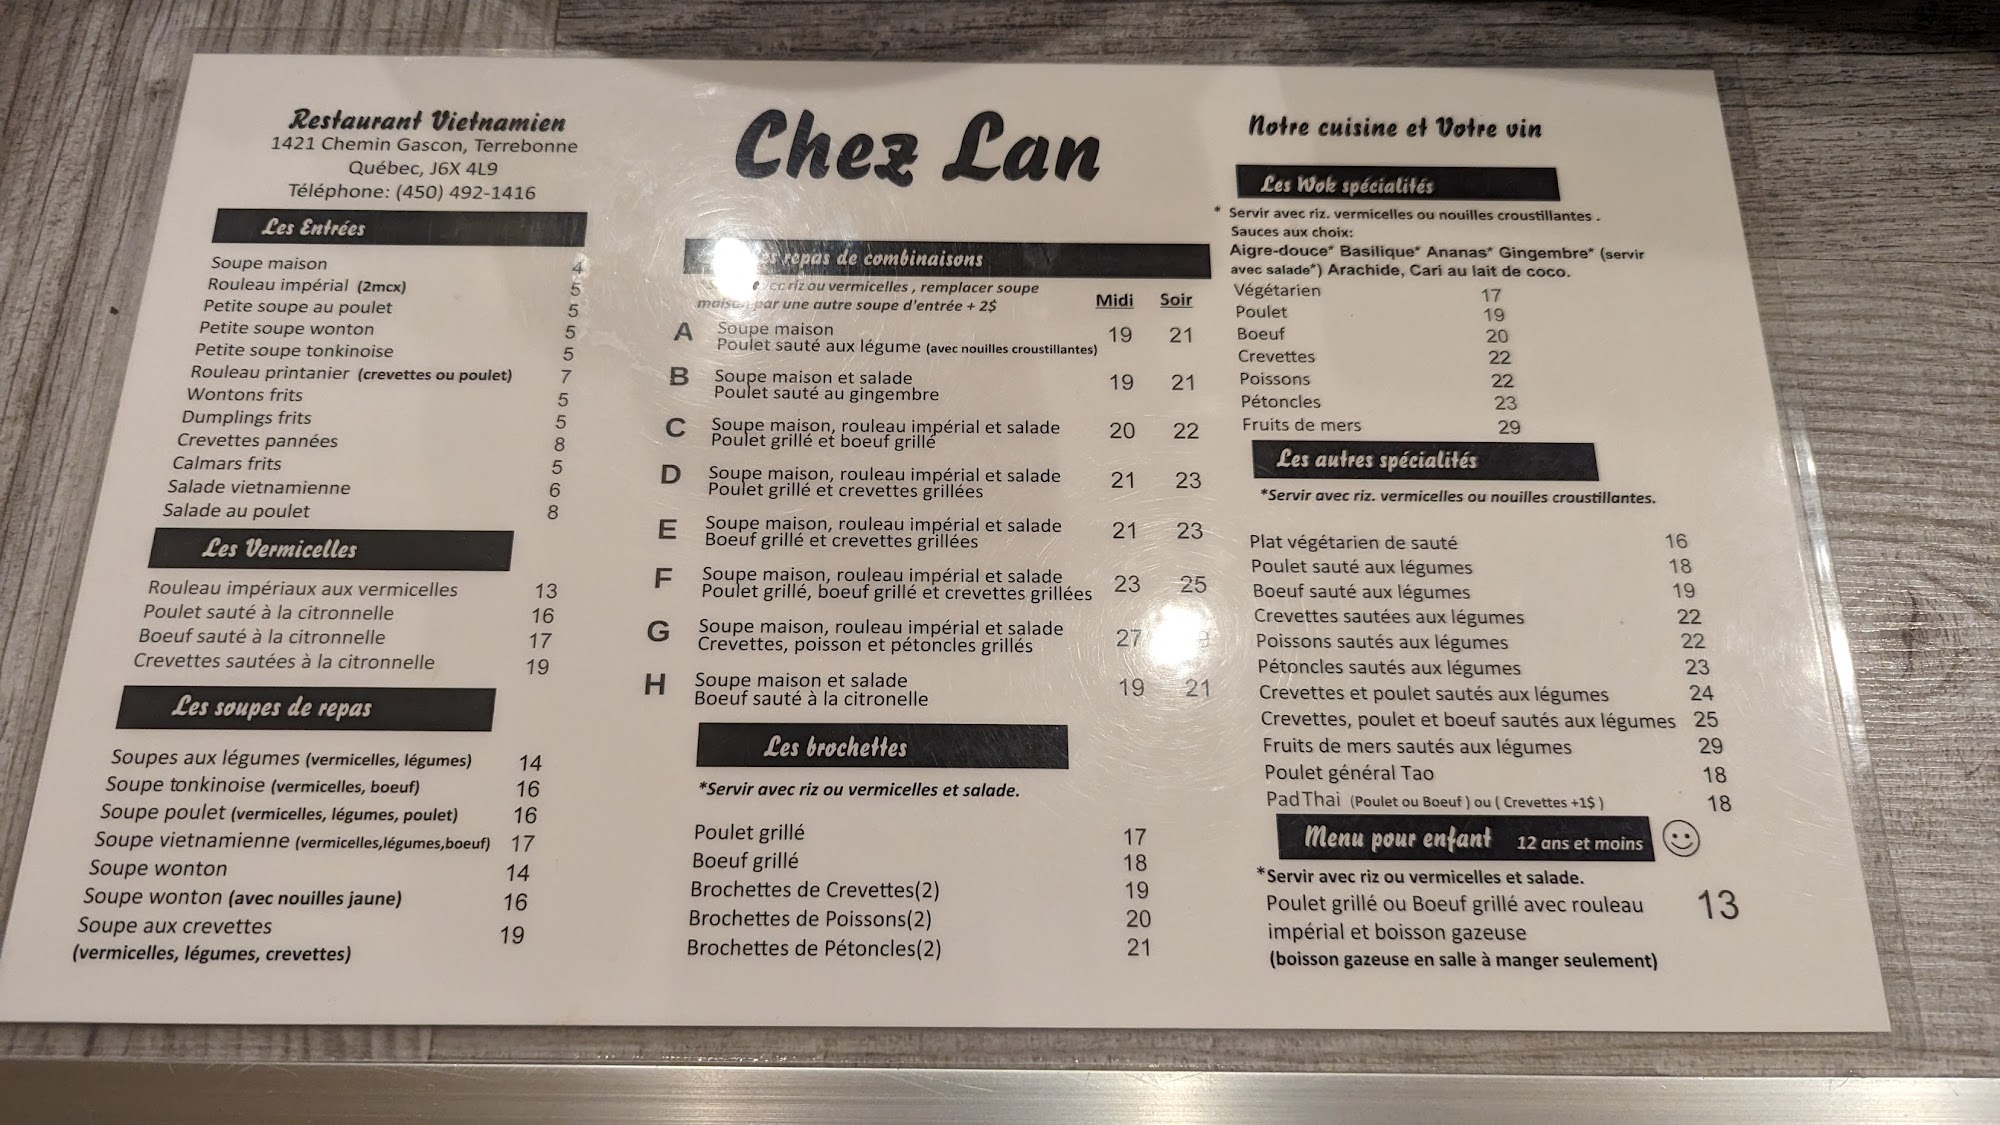 Restaurant Vietnamien
1421 Chemin Gascon, Terrebonne
Québec, J6X 4L9
Téléphone: (450) 492-1416
Les Entrées
Soupe maison 4
Rouleau impérial (2mcx) 5
Petite soupe au poulet 5
Petite soupe wonton 5
Petite soupe tonkinoise 5
Rouleau printanier (crevettes ou poulet) 7
Wontons frits 5
Dumplings frits 5
Crevettes pannées 8
Calmars frits 5
Salade vietnamienne 6
Salade au poulet 8
Les Vermicelles
Rouleau impériaux aux vermicelles 13
Poulet sauté à la citronnelle 16
Boeuf sauté à la citronnelle 17
Crevettes sautées à la citronnelle 19
Les soupes de repas
Soupes aux légumes (vermicelles, légumes) 14
Soupe tonkinoise (vermicelles, boeuf) 16
Soupe poulet (vermicelles, légumes, poulet) 16
Soupe vietnamienne (vermicelles,légumes,boeuf) 17
Soupe wonton 14
Soupe wonton (avec nouilles jaune) 16
Soupe aux crevettes 19
(vermicelles, légumes, crevettes)
Chez Lan
repas de combinaisons
riz ou vermicelles , remplacer soupe
maison par une autre soupe d'entrée + 2$
Midi Soir
A Soupe maison
Poulet sauté aux légume (avec nouilles croustillantes) 19 21
B Soupe maison et salade
Poulet sauté au gingembre 19 21
C Soupe maison, rouleau impérial et salade
Poulet grillé et boeuf grillé 20 22
D Soupe maison, rouleau impérial et salade
Poulet grillé et crevettes grillées 21 23
E Soupe maison, rouleau impérial et salade
Boeuf grillé et crevettes grillées 21 23
F Soupe maison, rouleau impérial et salade
Poulet grillé, boeuf grillé et crevettes grillées 23 25
G Soupe maison, rouleau impérial et salade
Crevettes, poisson et pétoncles grillés 27
H Soupe maison et salade
Boeuf sauté à la citronelle 19 21
Les brochettes
*Servir avec riz ou vermicelles et salade.
Poulet grillé 17
Boeuf grillé 18
Brochettes de Crevettes(2) 19
Brochettes de Poissons(2) 20
Brochettes de Pétoncles(2) 21
Notre cuisine et Votre vin
Les Wok spécialités
* Servir avec riz. vermicelles ou nouilles croustillantes .
Sauces aux choix:
Aigre-douce* Basilique* Ananas* Gingembre* (servir
avec salade*) Arachide, Cari au lait de coco.
Végétarien 17
Poulet 19
Boeuf 20
Crevettes 22
Poissons 22
Pétoncles 23
Fruits de mers 29
Les autres spécialités
*Servir avec riz. vermicelles ou nouilles croustillantes.
Plat végétarien de sauté 16
Poulet sauté aux légumes 18
Boeuf sauté aux légumes 19
Crevettes sautées aux légumes 22
Poissons sautés aux légumes 22
Pétoncles sautés aux légumes 23
Crevettes et poulet sautés aux légumes 24
Crevettes, poulet et boeuf sautés aux légumes 25
Fruits de mers sautés aux légumes 29
Poulet général Tao 18
Pad Thai (Poulet ou Boeuf ) ou ( Crevettes +1$ ) 18
Menu pour enfant 12 ans et moins
*Servir avec riz ou vermicelles et salade.
Poulet grillé ou Boeuf grillé avec rouleau 13
impérial et boisson gazeuse
(boisson gazeuse en salle à manger seulement)